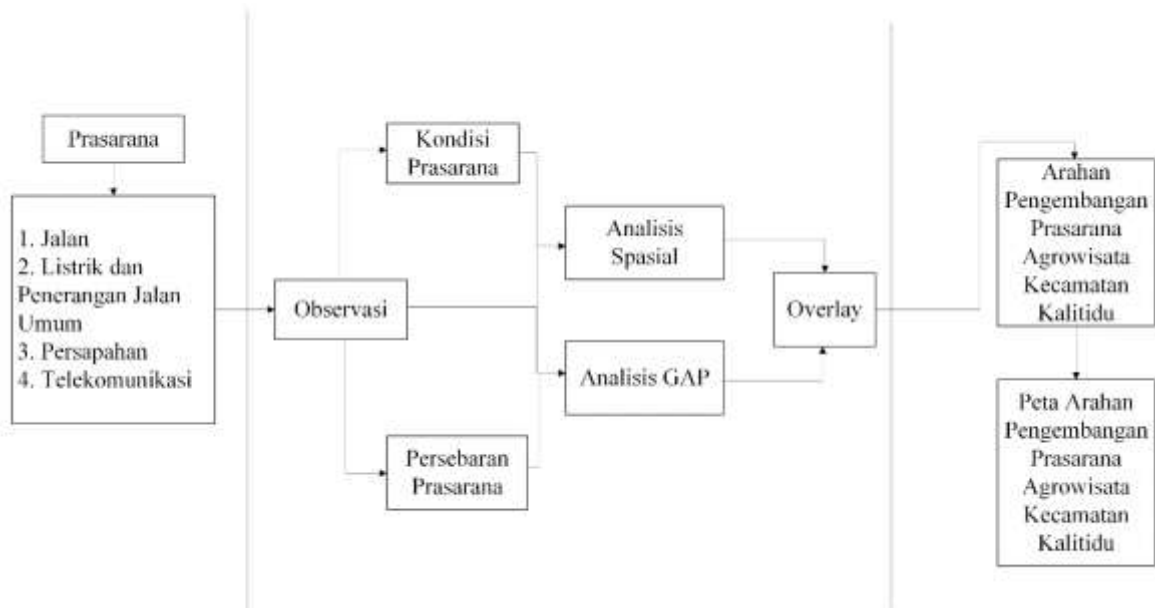 Prasarana
1. Jalan
2. Listrik dan
Penerangan Jalan
Umum
3. Persapahan
4. Telekomunikasi
Observasi
Kondisi
Prasarana
Persebaran
Prasarana
Analisis
Spasial
Analisis GAP
Overlay
Arahan
Pengembangan
Prasarana
Agrowisata
Kecamatan
Kalitidu
Peta Arahan
Pengembangan
Prasarana
Agrowisata
Kecamatan
Kalitidu